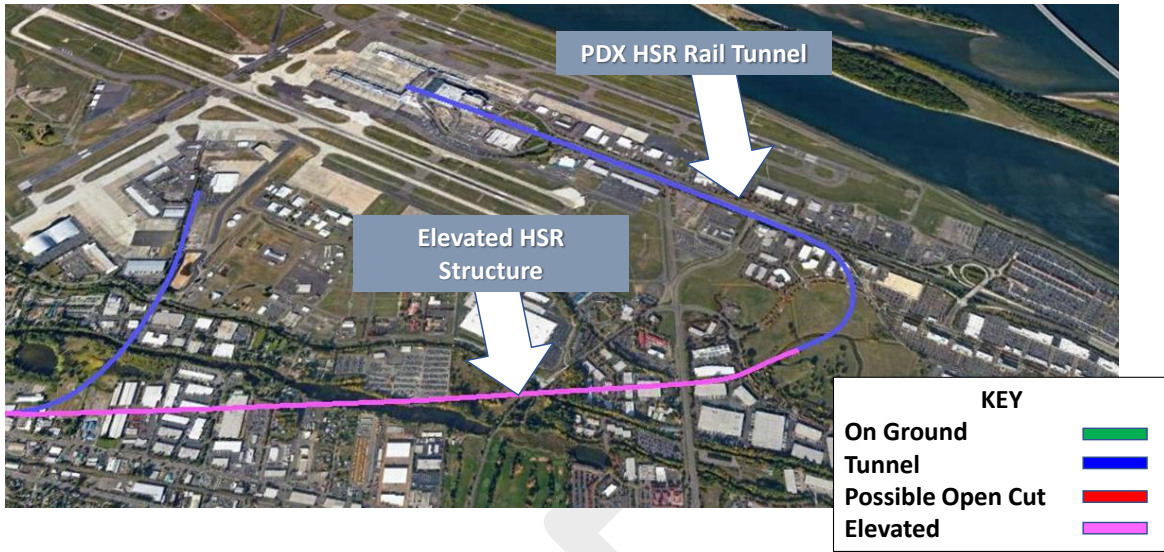 PDX HSR Rail Tunnel
Elevated HSR
Structure
KEY
On Ground
Tunnel
Possible Open Cut
Elevated